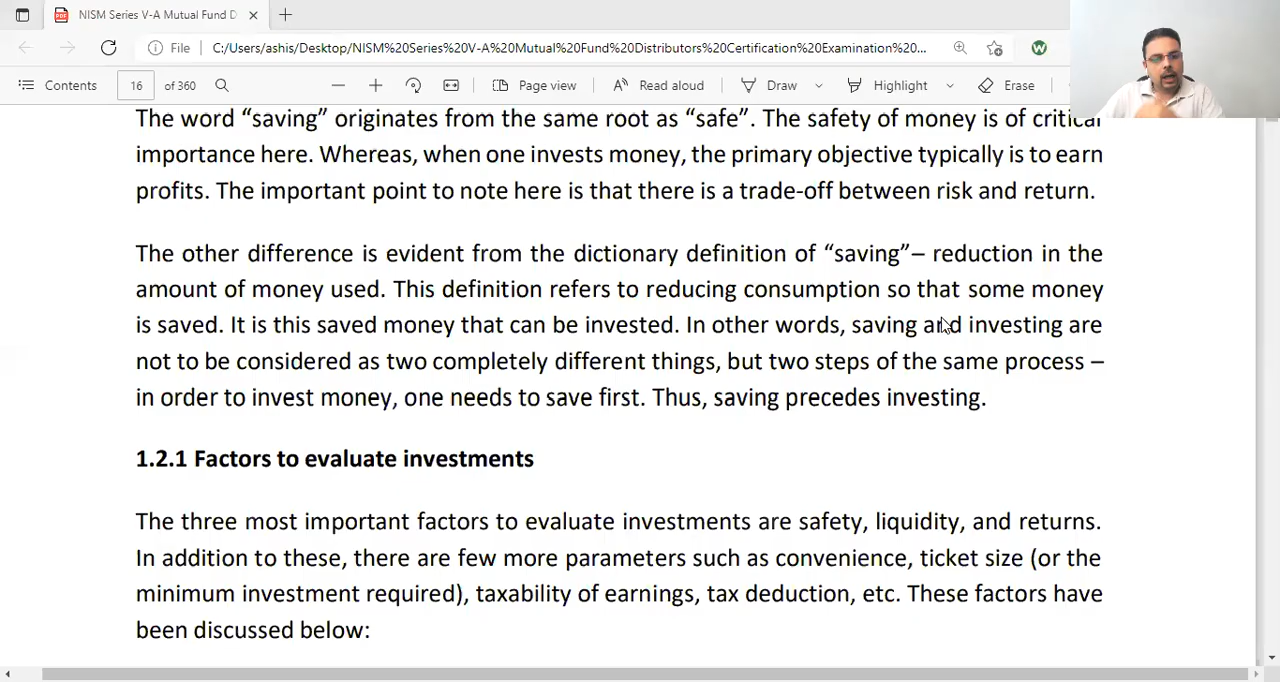 NISM Series V-A Mutual Fund D
File C:/Users/ashis/Desktop/NISM%20Series%20V-A%20Mutual%20Fund%20Distributors%20Certification%20Examination%20...
Contents 16 of 360 Page view Read aloud Draw Highlight Erase
The word “saving” originates from the same root as “safe”. The safety of money is of critical
importance here. Whereas, when one invests money, the primary objective typically is to earn
profits. The important point to note here is that there is a trade-off between risk and return.
The other difference is evident from the dictionary definition of “saving”– reduction in the
amount of money used. This definition refers to reducing consumption so that some money
is saved. It is this saved money that can be invested. In other words, saving and investing are
not to be considered as two completely different things, but two steps of the same process –
in order to invest money, one needs to save first. Thus, saving precedes investing.
1.2.1 Factors to evaluate investments
The three most important factors to evaluate investments are safety, liquidity, and returns.
In addition to these, there are few more parameters such as convenience, ticket size (or the
minimum investment required), taxability of earnings, tax deduction, etc. These factors have
been discussed below: